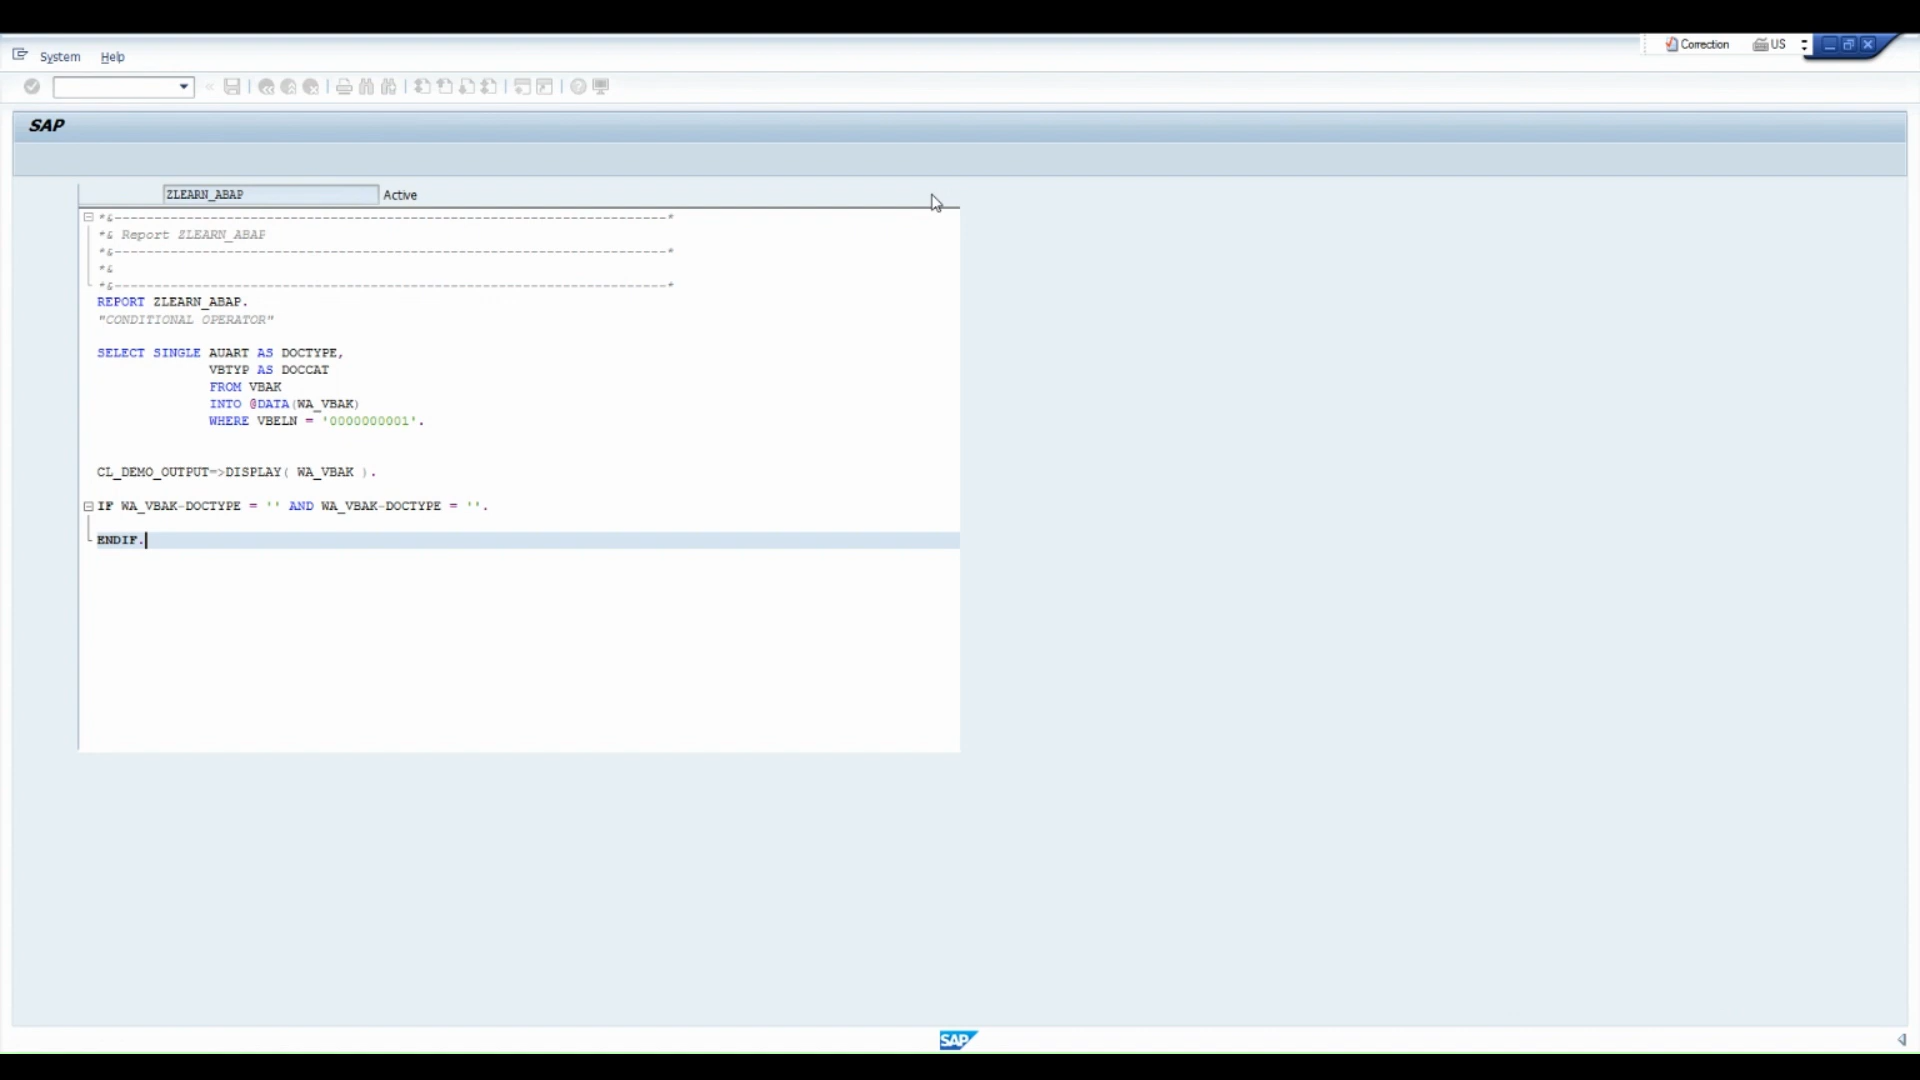 System Help
Correction US
SAP
ZLEARN_ABAP Active
*&---------------------------------------------------------------------*
*& Report ZLEARN_ABAP
*&---------------------------------------------------------------------*
*&
*&---------------------------------------------------------------------*
REPORT ZLEARN_ABAP.
"CONDITIONAL OPERATOR"
SELECT SINGLE AUART AS DOCTYPE,
VBTYP AS DOCCAT
FROM VBAK
INTO @DATA(WA_VBAK)
WHERE VBELN = '0000000001'.
CL_DEMO_OUTPUT=>DISPLAY( WA_VBAK ).
IF WA_VBAK-DOCTYPE = '' AND WA_VBAK-DOCTYPE = ''.
ENDIF.
SAP